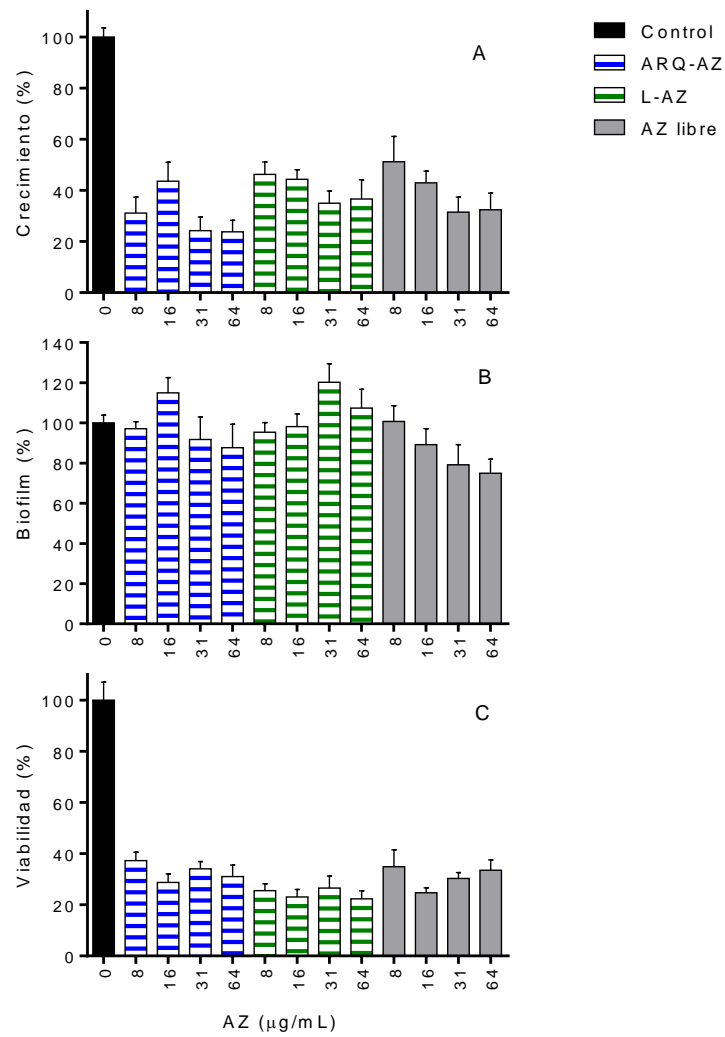 A
Control
ARQ-AZ
L-AZ
AZ libre
Crecimiento (%)
100
80
60
40
20
0
0 8 16 31 64 8 16 31 64 8 16 31 64
B
Biofilm (%)
140
120
100
80
60
40
20
0
0 8 16 31 64 8 16 31 64 8 16 31 64
C
Viabilidad (%)
100
80
60
40
20
0
0 8 16 31 64 8 16 31 64 8 16 31 64
AZ (µg/mL)